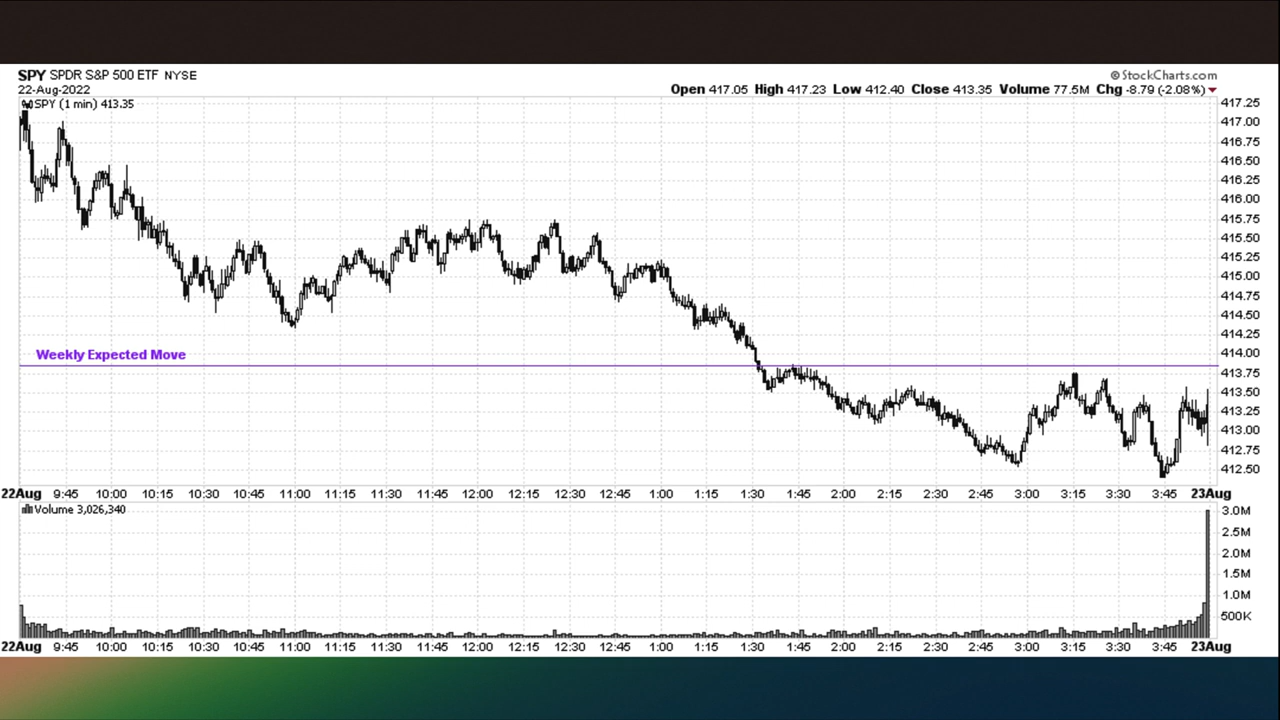 SPY SPDR S&P 500 ETF NYSE
© StockCharts.com
22-Aug-2022
Open 417.05 High 417.23 Low 412.40 Close 413.35 Volume 77.5M Chg -8.79 (-2.08%)
SPY (1 min) 413.35
417.25
417.00
416.75
416.50
416.25
416.00
415.75
415.50
415.25
415.00
414.75
414.50
414.25
414.00
413.75
413.50
413.25
413.00
412.75
412.50
Weekly Expected Move
22Aug 9:45 10:00 10:15 10:30 10:45 11:00 11:15 11:30 11:45 12:00 12:15 12:30 12:45 1:00 1:15 1:30 1:45 2:00 2:15 2:30 2:45 3:00 3:15 3:30 3:45 23Aug
Volume 3,026,340
3.0M
2.5M
2.0M
1.5M
1.0M
500K
22Aug 9:45 10:00 10:15 10:30 10:45 11:00 11:15 11:30 11:45 12:00 12:15 12:30 12:45 1:00 1:15 1:30 1:45 2:00 2:15 2:30 2:45 3:00 3:15 3:30 3:45 23Aug